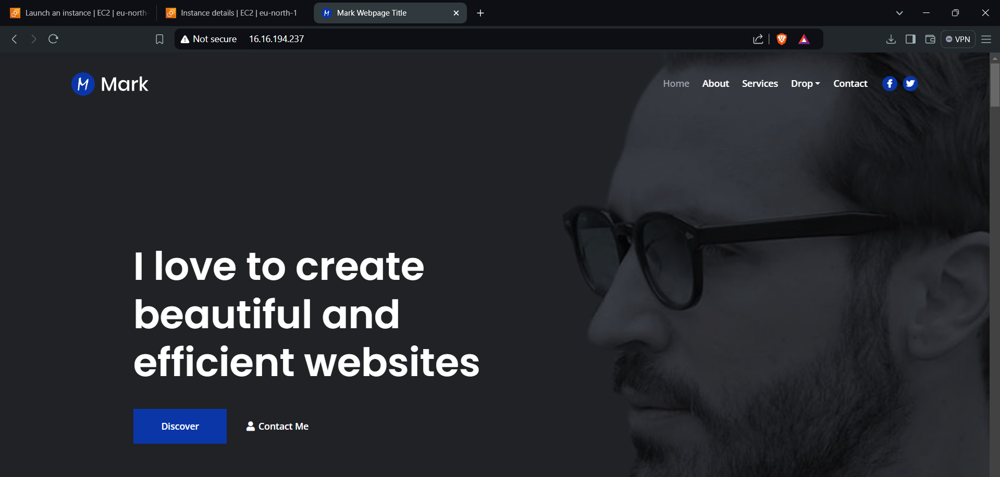 Launch an instance | EC2 | eu-north-
Instance details | EC2 | eu-north-1
Mark Webpage Title
Not secure 16.16.194.237
VPN
M Mark
Home About Services Drop Contact
I love to create
beautiful and
efficient websites
Discover Contact Me